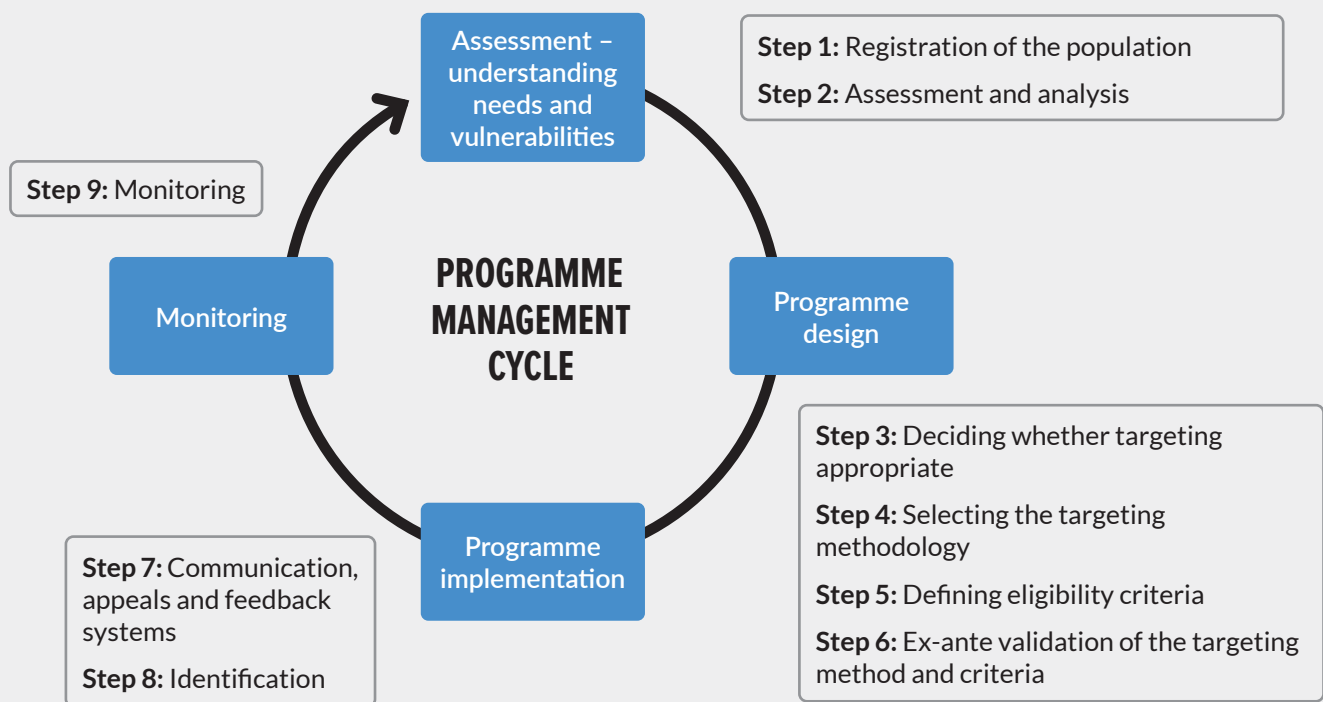 Assessment –
understanding
needs and
vulnerabilities
Step 1: Registration of the population
Step 2: Assessment and analysis
Step 9: Monitoring
PROGRAMME
MANAGEMENT
CYCLE
Monitoring
Programme
design
Step 3: Deciding whether targeting
appropriate
Step 4: Selecting the targeting
methodology
Step 5: Defining eligibility criteria
Step 6: Ex-ante validation of the targeting
method and criteria
Programme
implementation
Step 7: Communication,
appeals and feedback
systems
Step 8: Identification